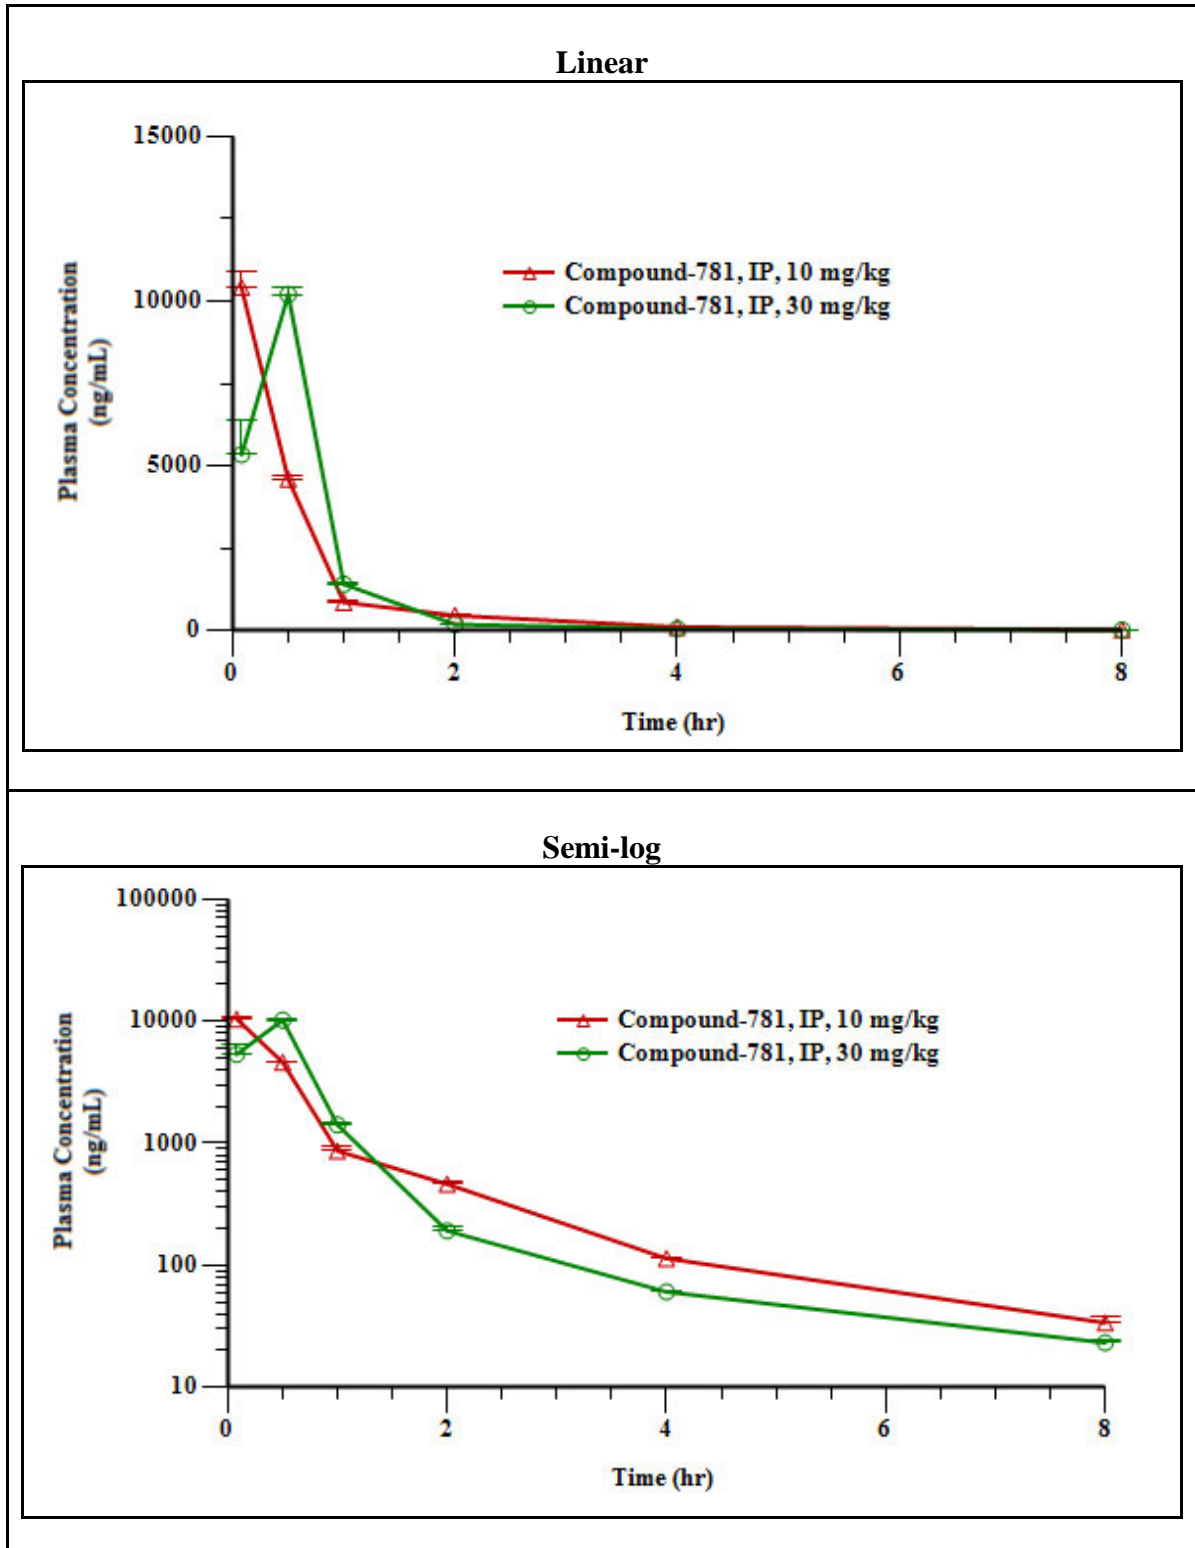 Linear
15000
10000
5000
0
Plasma Concentration
(ng/mL)
Compound-781, IP, 10 mg/kg
Compound-781, IP, 30 mg/kg
0 2 4 6 8
Time (hr)
Semi-log
100000
10000
1000
100
10
Plasma Concentration
(ng/mL)
Compound-781, IP, 10 mg/kg
Compound-781, IP, 30 mg/kg
0 2 4 6 8
Time (hr)